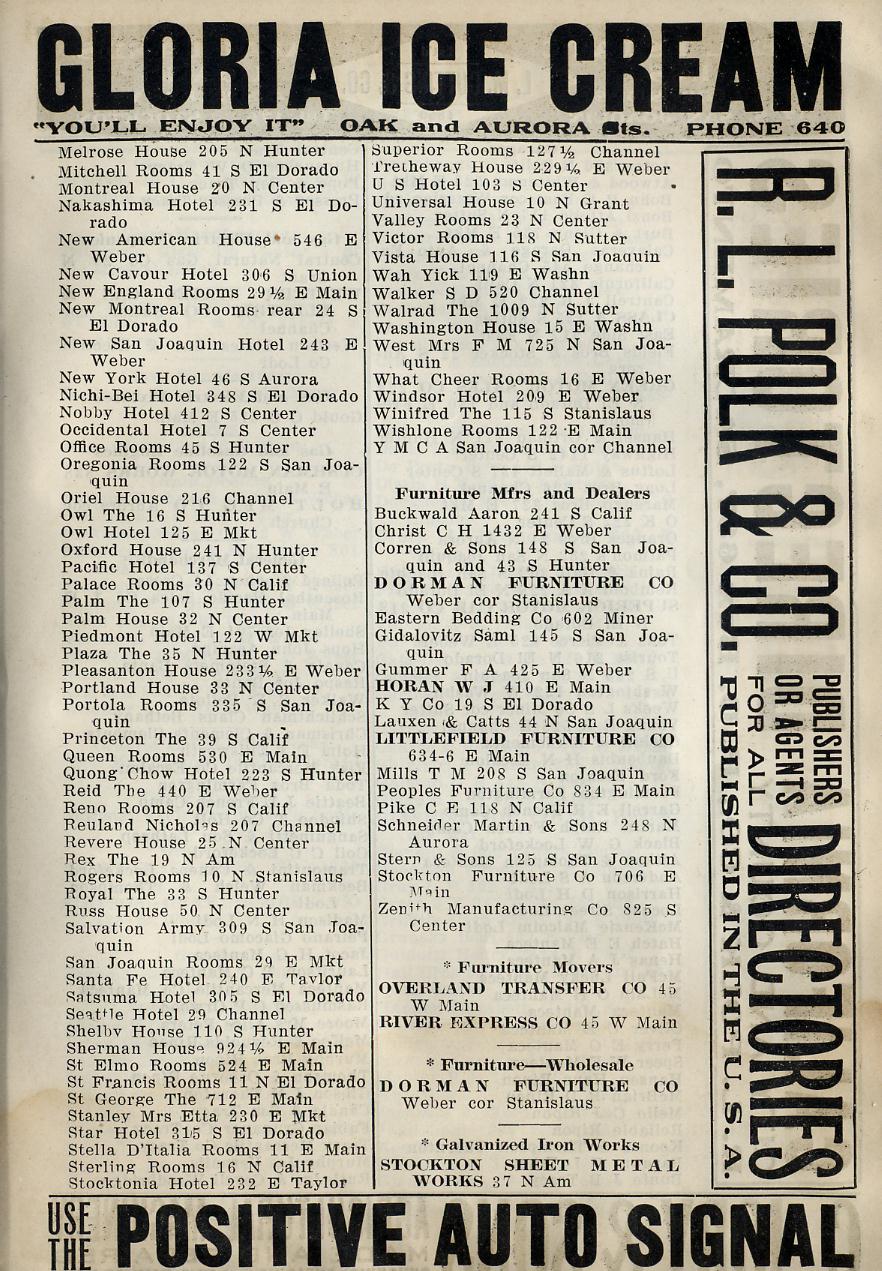 GLORIA ICE CREAM
"YOU'LL ENJOY IT" OAK and AURORA Sts. PHONE 640
Melrose House 205 N Hunter
Mitchell Rooms 41 S El Dorado
Montreal House 20 N Center
Nakashima Hotel 231 S El Do-
rado
New American House 546 E
Weber
New Cavour Hotel 306 S Union
New England Rooms 29½ E Main
New Montreal Rooms rear 24 S
El Dorado
New San Joaquin Hotel 243 E
Weber
New York Hotel 46 S Aurora
Nichi-Bei Hotel 348 S El Dorado
Nobby Hotel 412 S Center
Occidental Hotel 7 S Center
Office Rooms 45 S Hunter
Oregonia Rooms 122 S San Joa-
quin
Oriel House 216 Channel
Owl The 16 S Hunter
Owl Hotel 125 E Mkt
Oxford House 241 N Hunter
Pacific Hotel 137 S Center
Palace Rooms 30 N Calif
Palm The 107 S Hunter
Palm House 32 N Center
Piedmont Hotel 122 W Mkt
Plaza The 35 N Hunter
Pleasanton House 233½ E Weber
Portland House 33 N Center
Portola Rooms 335 S San Joa-
quin
Princeton The 39 S Calif
Queen Rooms 530 E Main
Quong Chow Hotel 223 S Hunter
Reid The 440 E Weber
Reno Rooms 207 S Calif
Reuland Nicholas 207 Channel
Revere House 25 N Center
Rex The 19 N Am
Rogers Rooms 10 N Stanislaus
Royal The 33 S Hunter
Russ House 50 N Center
Salvation Army 309 S San Joa-
quin
San Joaquin Rooms 29 E Mkt
Santa Fe Hotel 240 E Taylor
Satsuma Hotel 305 S El Dorado
Seattle Hotel 29 Channel
Shelby House 110 S Hunter
Sherman House 924½ E Main
St Elmo Rooms 524 E Main
St Francis Rooms 11 N El Dorado
St George The 712 E Main
Stanley Mrs Etta 230 E Mkt
Star Hotel 315 S El Dorado
Stella D'Italia Rooms 11 E Main
Sterling Rooms 16 N Calif
Stocktonia Hotel 232 E Taylor
Superior Rooms 127½ Channel
Tretheway House 229½ E Weber
U S Hotel 103 S Center
Universal House 10 N Grant
Valley Rooms 23 N Center
Victor Rooms 118 N Sutter
Vista House 116 S San Joaquin
Wah Yick 119 E Washn
Walker S D 520 Channel
Walrad The 1009 N Sutter
Washington House 15 E Washn
West Mrs F M 725 N San Joa-
quin
What Cheer Rooms 16 E Weber
Windsor Hotel 209 E Weber
Winifred The 115 S Stanislaus
Wishlone Rooms 122 E Main
Y M C A San Joaquin cor Channel
Furniture Mfrs and Dealers
Buckwald Aaron 241 S Calif
Christ C H 1432 E Weber
Corren & Sons 148 S San Joa-
quin and 43 S Hunter
DORMAN FURNITURE CO
Weber cor Stanislaus
Eastern Bedding Co 602 Miner
Gidalovitz Saml 145 S San Joa-
quin
Gummer F A 425 E Weber
HORAN W J 410 E Main
K Y Co 19 S El Dorado
Lauxen & Catts 44 N San Joaquin
LITTLEFIELD FURNITURE CO
634-6 E Main
Mills T M 208 S San Joaquin
Peoples Furniture Co 834 E Main
Pike C E 118 N Calif
Schneider Martin & Sons 248 N
Aurora
Stern & Sons 125 S San Joaquin
Stockton Furniture Co 706 E
Main
Zenith Manufacturing Co 825 S
Center
* Furniture Movers
OVERLAND TRANSFER CO 45
W Main
RIVER EXPRESS CO 45 W Main
* Furniture—Wholesale
DORMAN FURNITURE CO
Weber cor Stanislaus
* Galvanized Iron Works
STOCKTON SHEET METAL
WORKS 37 N Am
R. L. POLK & CO.
PUBLISHERS
OR AGENTS
FOR ALL
DIRECTORIES
PUBLISHED IN THE U. S. A.
USE
THE
POSITIVE AUTO SIGNAL